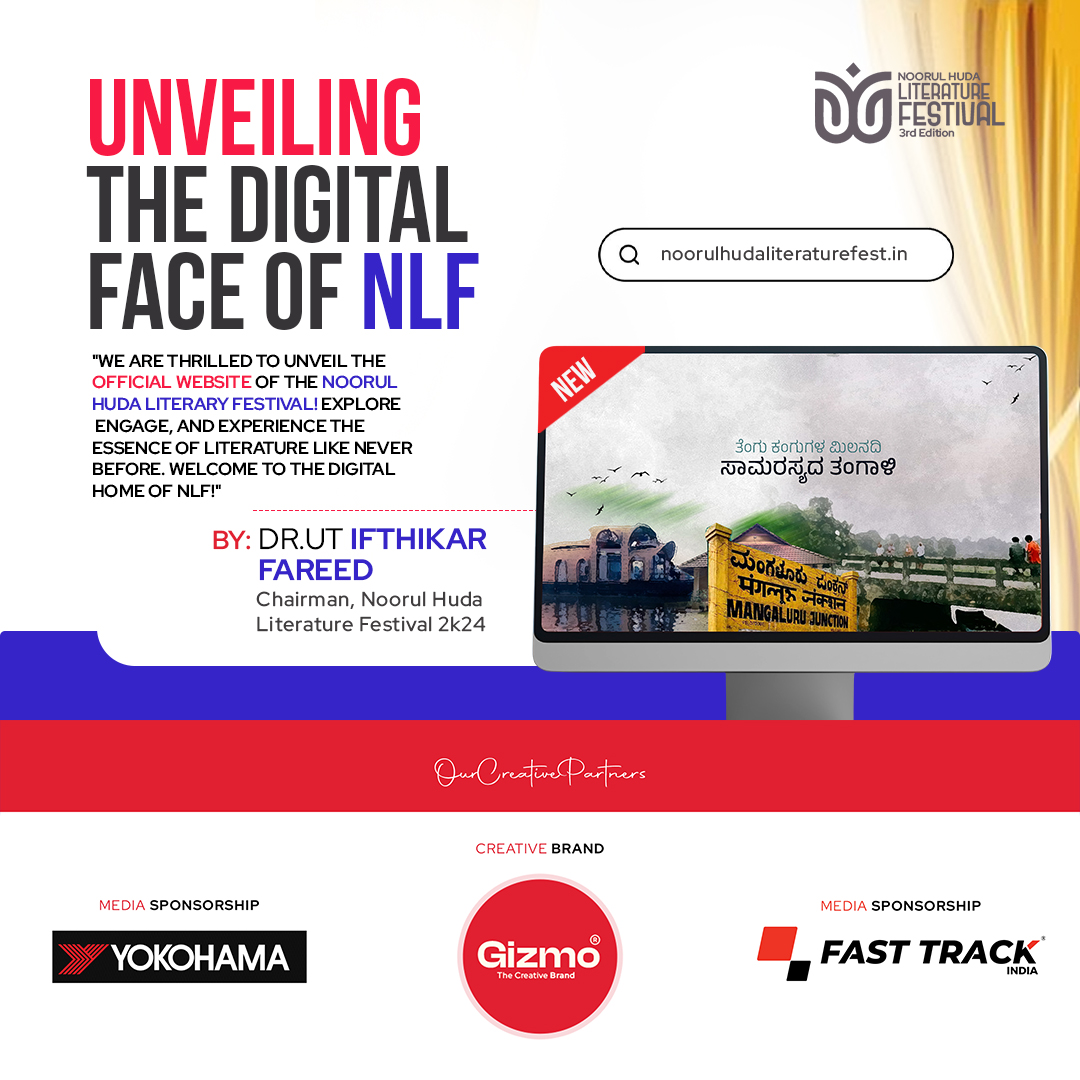 UNVEILING
THE DIGITAL
FACE OF NLF
NOORUL HUDA
LITERATURE
FESTIVAL
3rd Edition
noorulhudaliteraturefest.in
"WE ARE THRILLED TO UNVEIL THE
OFFICIAL WEBSITE OF THE NOORUL
HUDA LITERARY FESTIVAL! EXPLORE
ENGAGE, AND EXPERIENCE THE
ESSENCE OF LITERATURE LIKE NEVER
BEFORE. WELCOME TO THE DIGITAL
HOME OF NLF!"
BY: DR.UT IFTHIKAR
FAREED
Chairman, Noorul Huda
Literature Festival 2k24
NEW
ತೆಂಗು ಕಂಗುಗಳ ಮಿಲನದಿ
ಸಾಮರಸ್ಯದ ತಂಗಾಳಿ
ಮಂಗಳೂರು
MANGALURU JUNCTION
OurCreativePartners
CREATIVE BRAND
Gizmo®
The Creative Brand
MEDIA SPONSORSHIP
YOKOHAMA
MEDIA SPONSORSHIP
FAST TRACK®
INDIA